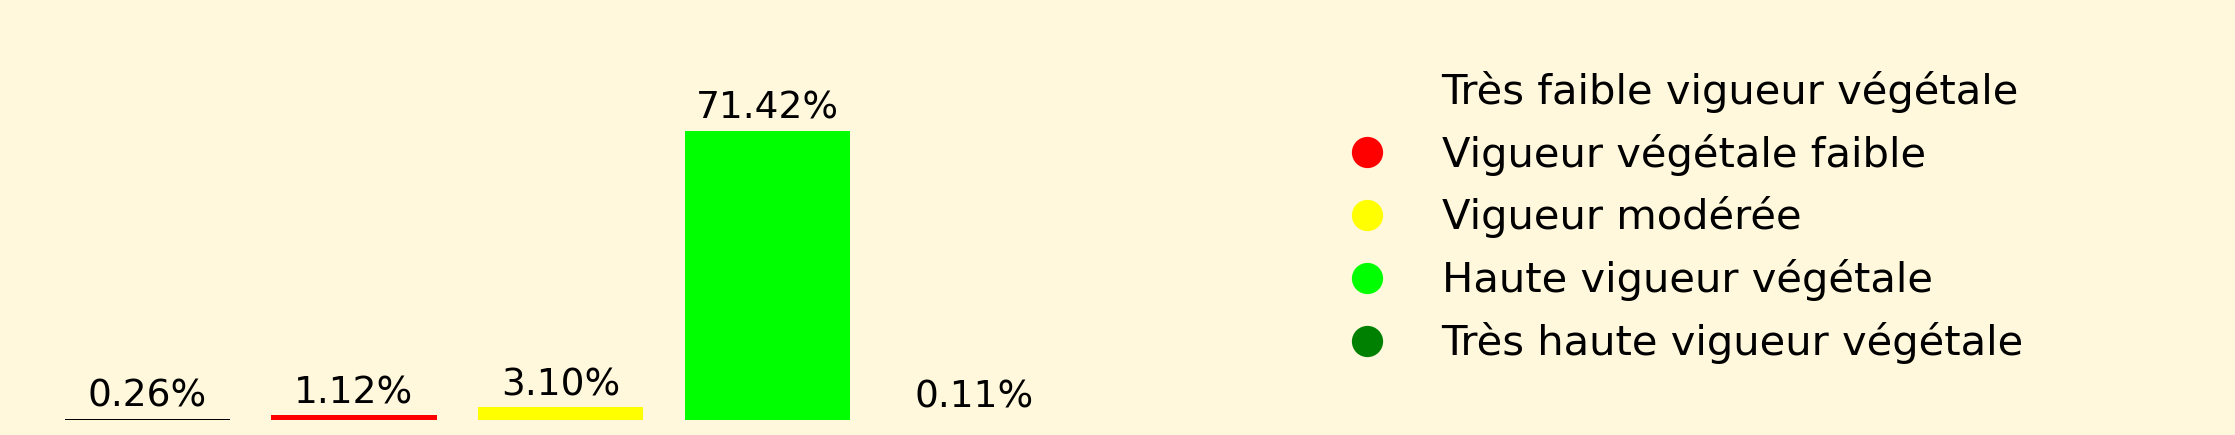 71.42%
0.26%
1.12%
3.10%
0.11%
Très faible vigueur végétale
Vigueur végétale faible
Vigueur modérée
Haute vigueur végétale
Très haute vigueur végétale